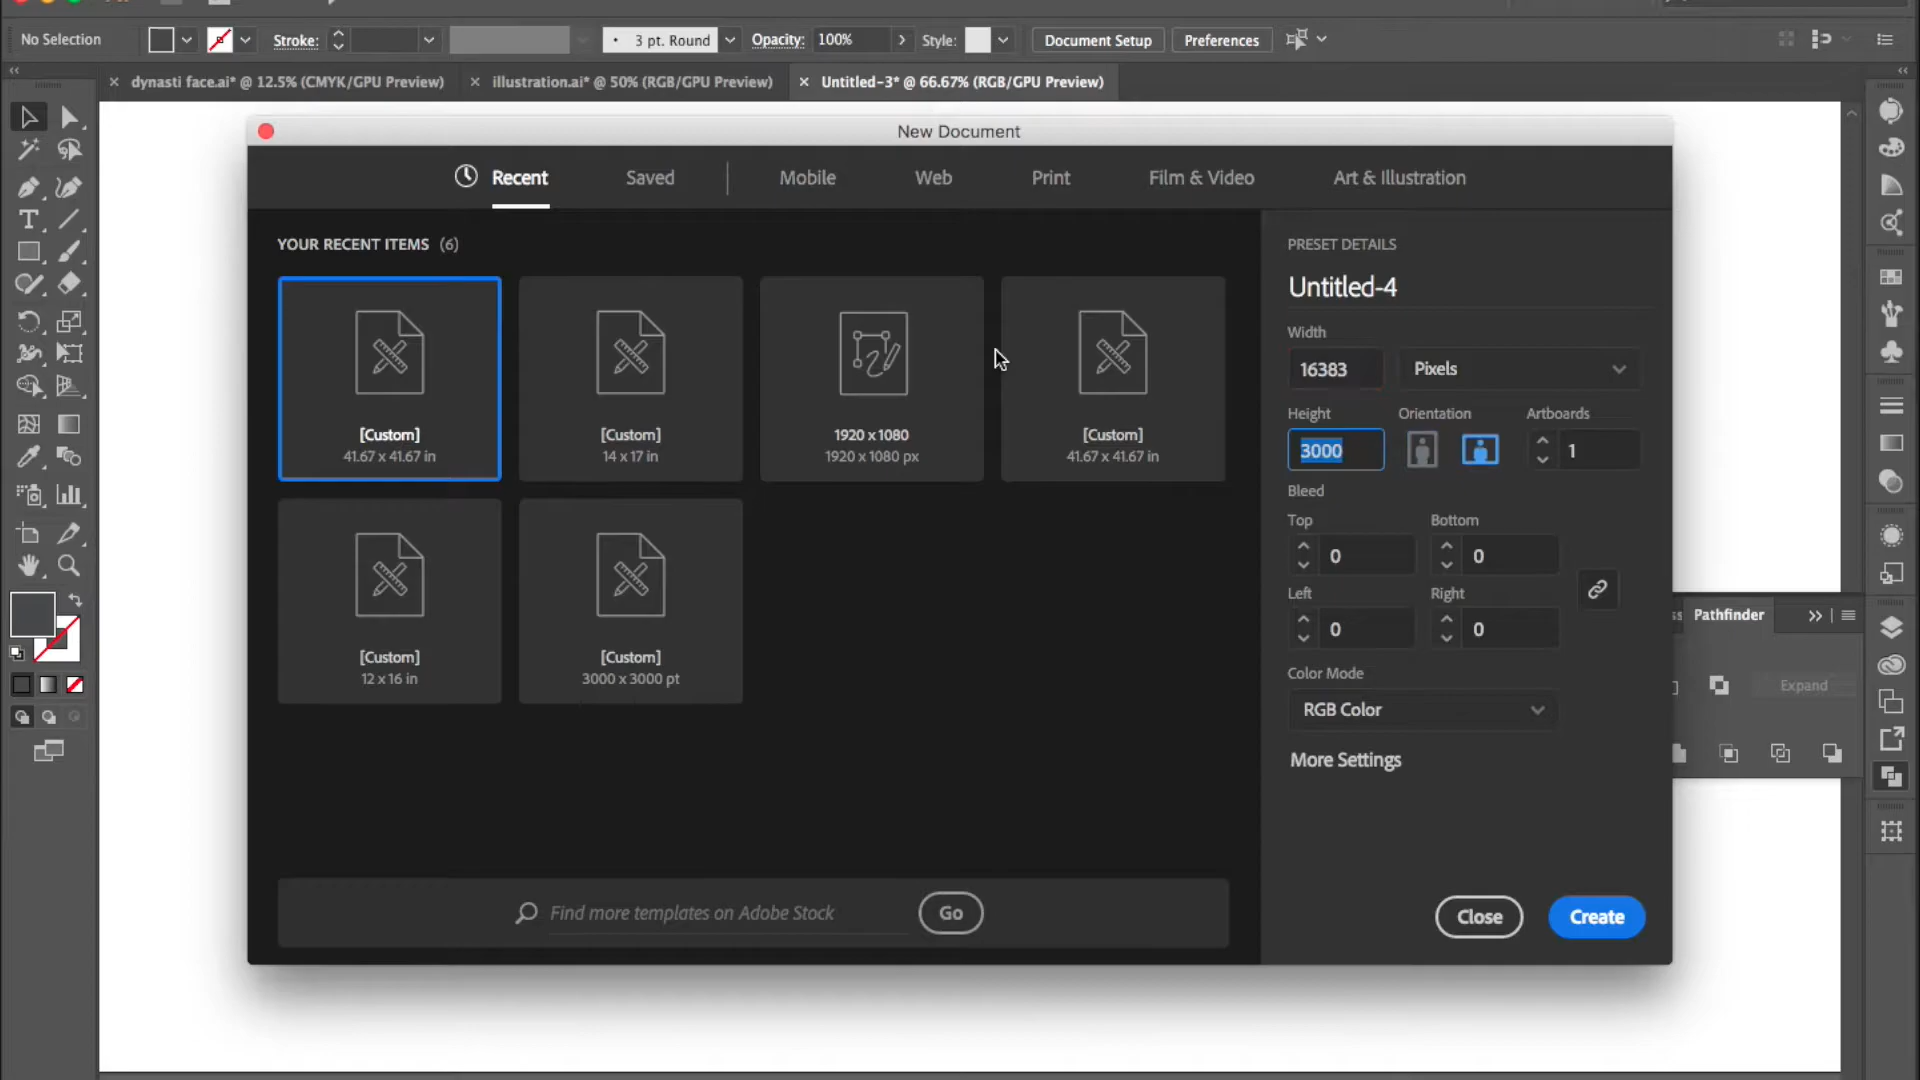 No Selection
Stroke:
3 pt. Round
Opacity:
100%
Style:
Document Setup
Preferences
dynasti face.ai* @ 12.5% (CMYK/GPU Preview)
illustration.ai* @ 50% (RGB/GPU Preview)
Untitled-3* @ 66.67% (RGB/GPU Preview)
New Document
Recent
Saved
Mobile
Web
Print
Film & Video
Art & Illustration
YOUR RECENT ITEMS (6)
[Custom]
41.67 x 41.67 in
[Custom]
14 x 17 in
1920 x 1080
1920 x 1080 px
[Custom]
41.67 x 41.67 in
[Custom]
12 x 16 in
[Custom]
3000 x 3000 pt
Find more templates on Adobe Stock
Go
PRESET DETAILS
Untitled-4
Width
16383
Pixels
Height
Orientation
Artboards
3000
1
Bleed
Top
Bottom
0
0
Left
Right
0
0
Color Mode
RGB Color
More Settings
Close
Create
Pathfinder
Expand